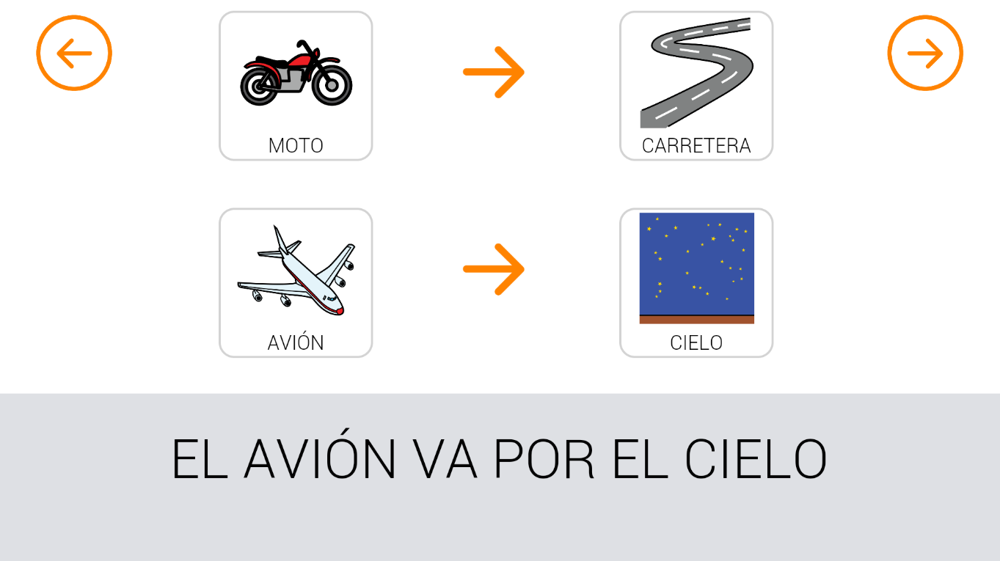 MOTO
CARRETERA
AVIÓN
CIELO
EL AVIÓN VA POR EL CIELO